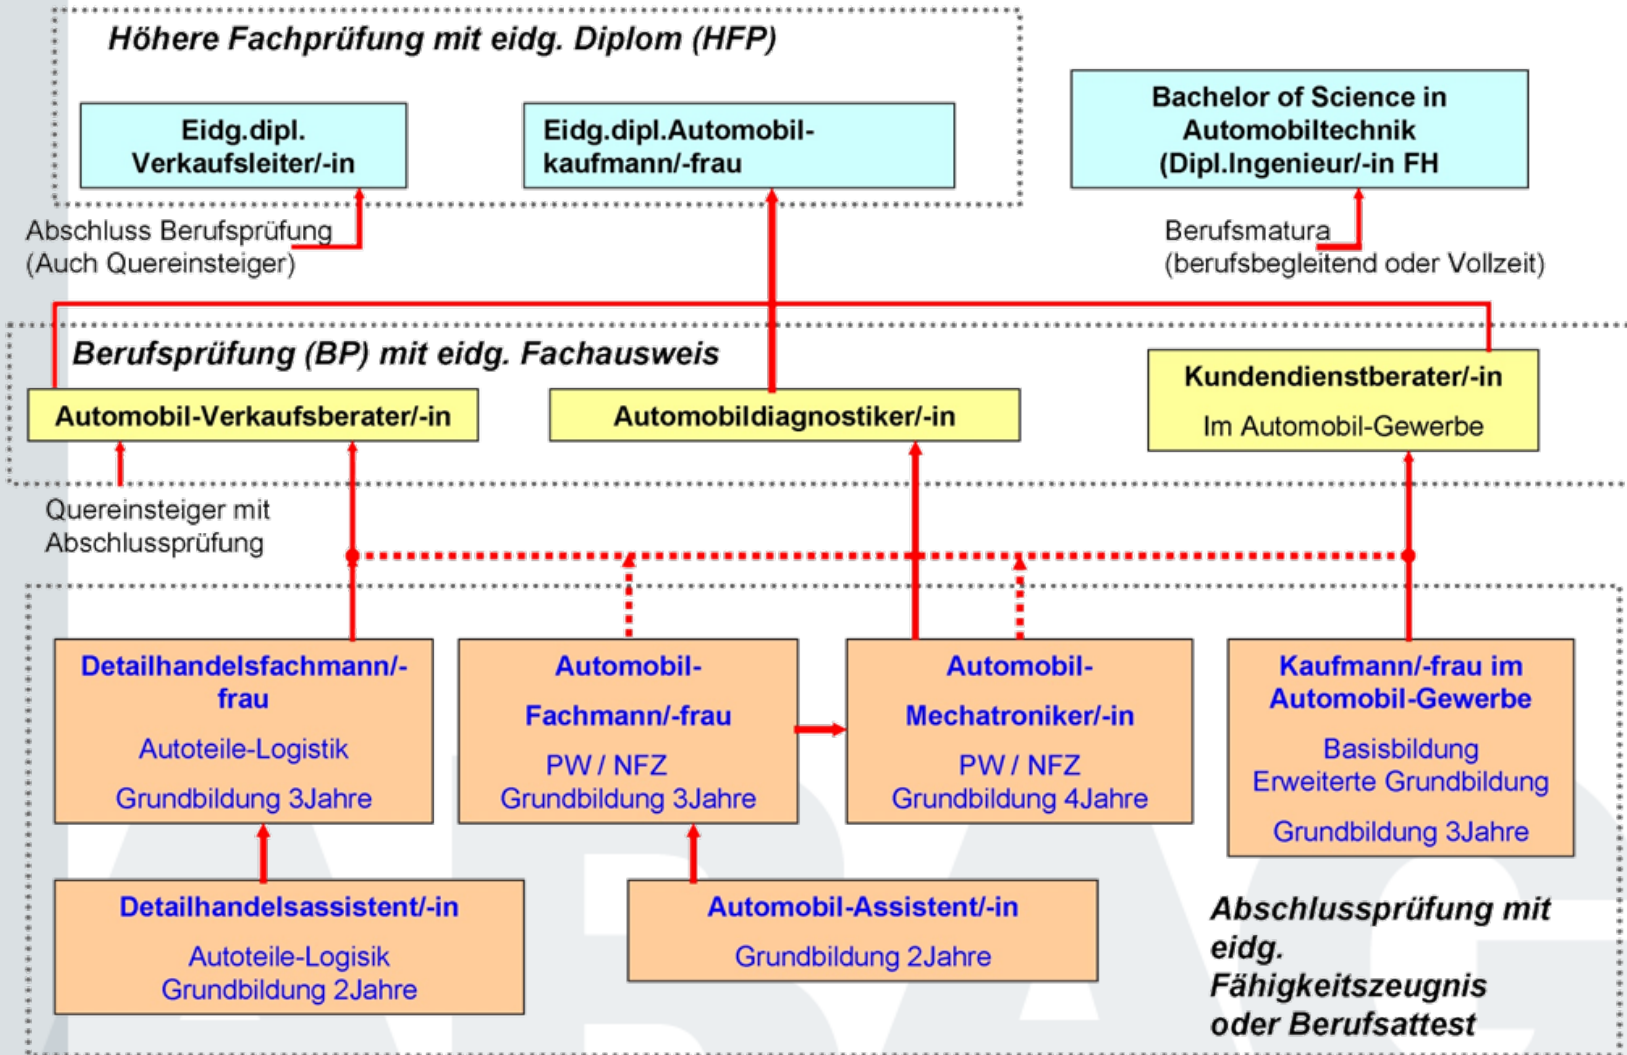 Höhere Fachprüfung mit eidg. Diplom (HFP)
Eidg.dipl.
Verkaufsleiter/-in
Eidg.dipl.Automobil-
kaufmann/-frau
Bachelor of Science in
Automobiltechnik
(Dipl.Ingenieur/-in FH
Abschluss Berufsprüfung
(Auch Quereinsteiger)
Berufsmatura
(berufsbegleitend oder Vollzeit)
Berufsprüfung (BP) mit eidg. Fachausweis
Automobil-Verkaufsberater/-in
Automobildiagnostiker/-in
Kundendienstberater/-in
Im Automobil-Gewerbe
Quereinsteiger mit
Abschlussprüfung
Detailhandelsfachmann/-
frau
Autoteile-Logistik
Grundbildung 3Jahre
Automobil-
Fachmann/-frau
PW / NFZ
Grundbildung 3Jahre
Automobil-
Mechatroniker/-in
PW / NFZ
Grundbildung 4Jahre
Kaufmann/-frau im
Automobil-Gewerbe
Basisbildung
Erweiterte Grundbildung
Grundbildung 3Jahre
Detailhandelsassistent/-in
Autoteile-Logisik
Grundbildung 2Jahre
Automobil-Assistent/-in
Grundbildung 2Jahre
Abschlussprüfung mit
eidg.
Fähigkeitszeugnis
oder Berufsattest